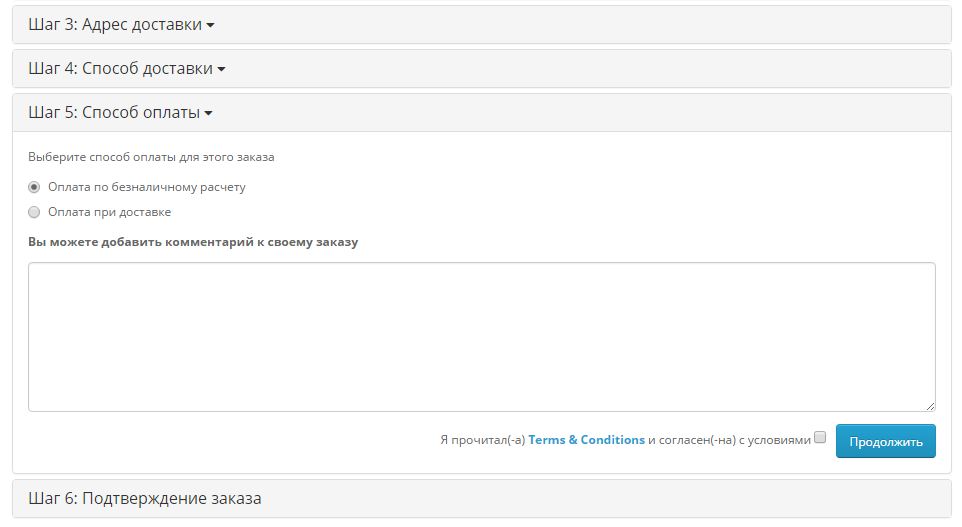 Шаг 3: Адрес доставки
Шаг 4: Способ доставки
Шаг 5: Способ оплаты
Выберите способ оплаты для этого заказа
Оплата по безналичному расчету
Оплата при доставке
Вы можете добавить комментарий к своему заказу
Я прочитал(-а) Terms & Conditions и согласен(-на) с условиями Продолжить
Шаг 6: Подтверждение заказа